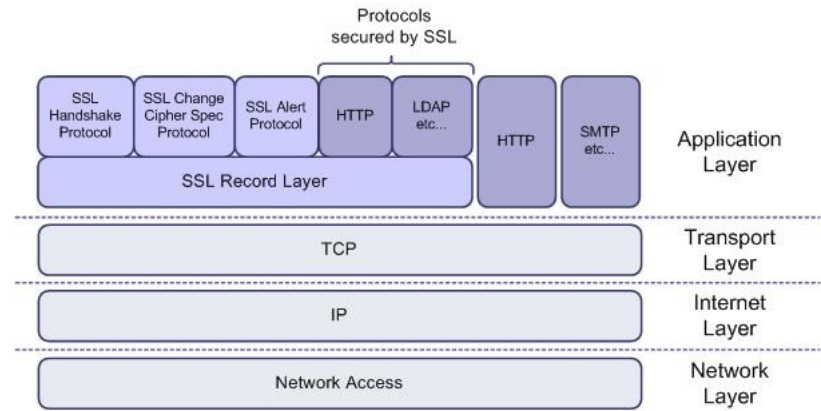 Protocols
secured by SSL
SSL
Handshake
Protocol
SSL Change
Cipher Spec
Protocol
SSL Alert
Protocol
HTTP
LDAP
etc...
HTTP
SMTP
etc...
Application
Layer
SSL Record Layer
TCP
Transport
Layer
IP
Internet
Layer
Network Access
Network
Layer